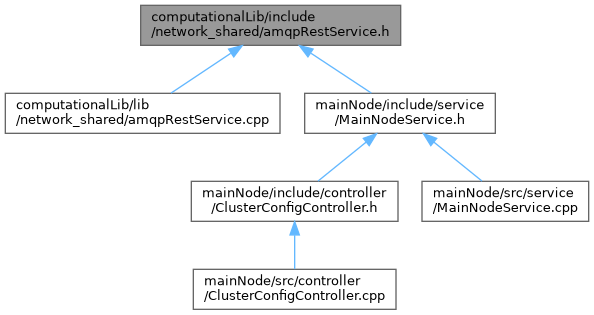 computationalLib/include
/network_shared/amqpRestService.h
computationalLib/lib
/network_shared/amqpRestService.cpp
mainNode/include/service
/MainNodeService.h
mainNode/include/controller
/ClusterConfigController.h
mainNode/src/service
/MainNodeService.cpp
mainNode/src/controller
/ClusterConfigController.cpp